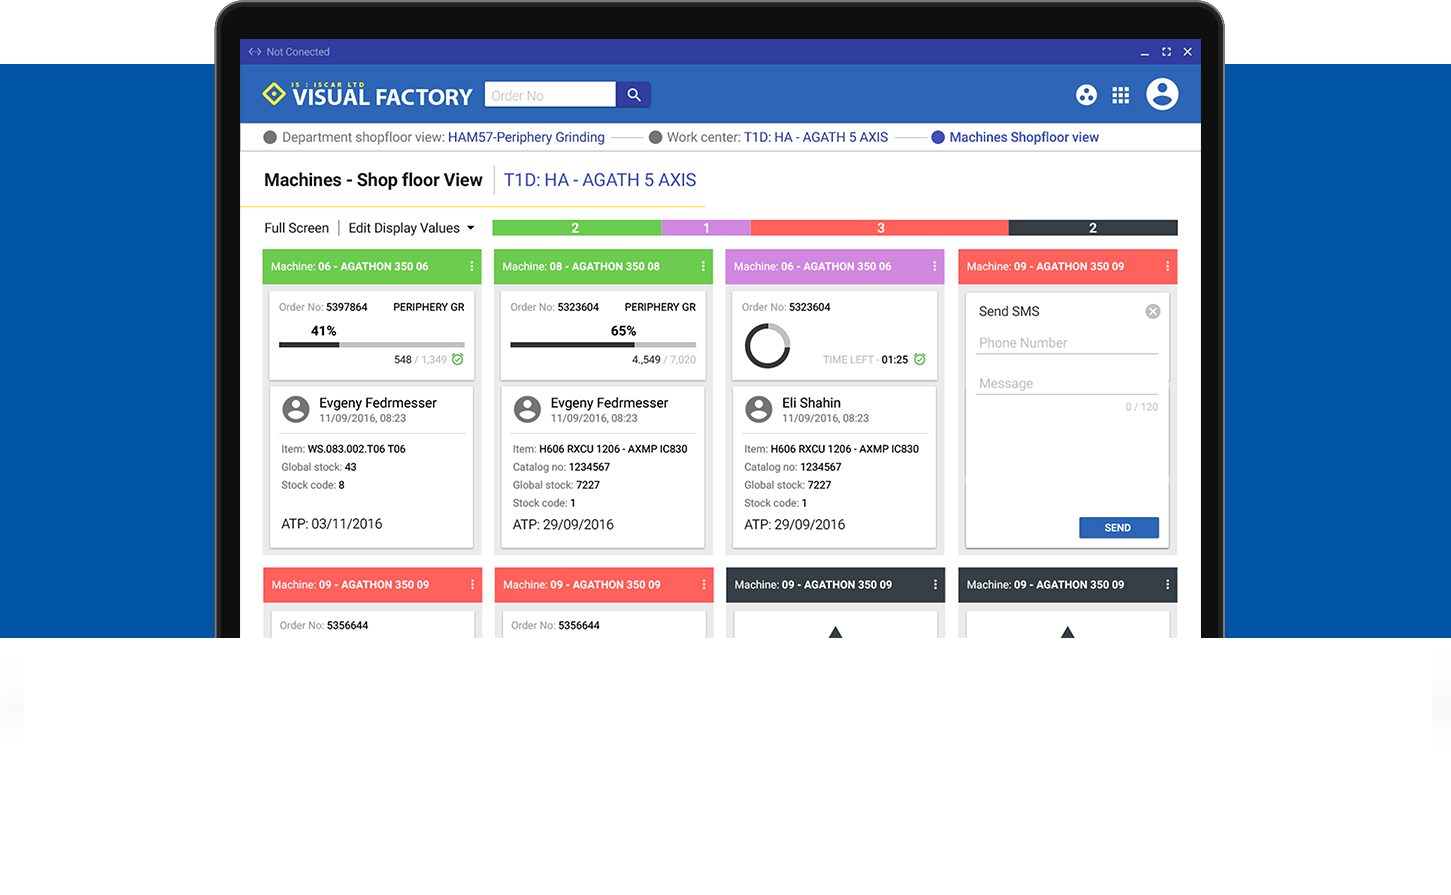 Not Conected
IS : ISCAR LTD
VISUAL FACTORY
Order No
Department shopfloor view: HAM57-Periphery Grinding
Work center: T1D: HA - AGATH 5 AXIS
Machines Shopfloor view
Machines - Shop floor View
T1D: HA - AGATH 5 AXIS
Full Screen
Edit Display Values
2
1
3
2
Machine: 06 - AGATHON 350 06
Order No: 5397864 PERIPHERY GR
41%
548 / 1,349
Evgeny Fedrmesser
11/09/2016, 08:23
Item: WS.083.002.T06 T06
Global stock: 43
Stock code: 8
ATP: 03/11/2016
Machine: 08 - AGATHON 350 08
Order No: 5323604 PERIPHERY GR
65%
4.,549 / 7,020
Evgeny Fedrmesser
11/09/2016, 08:23
Item: H606 RXCU 1206 - AXMP IC830
Catalog no: 1234567
Global stock: 7227
Stock code: 1
ATP: 29/09/2016
Machine: 06 - AGATHON 350 06
Order No: 5323604
TIME LEFT - 01:25
Eli Shahin
11/09/2016, 08:23
Item: H606 RXCU 1206 - AXMP IC830
Catalog no: 1234567
Global stock: 7227
Stock code: 1
ATP: 29/09/2016
Machine: 09 - AGATHON 350 09
Send SMS
Phone Number
Message
0 / 120
SEND
Machine: 09 - AGATHON 350 09
Order No: 5356644
Machine: 09 - AGATHON 350 09
Order No: 5356644
Machine: 09 - AGATHON 350 09
Machine: 09 - AGATHON 350 09